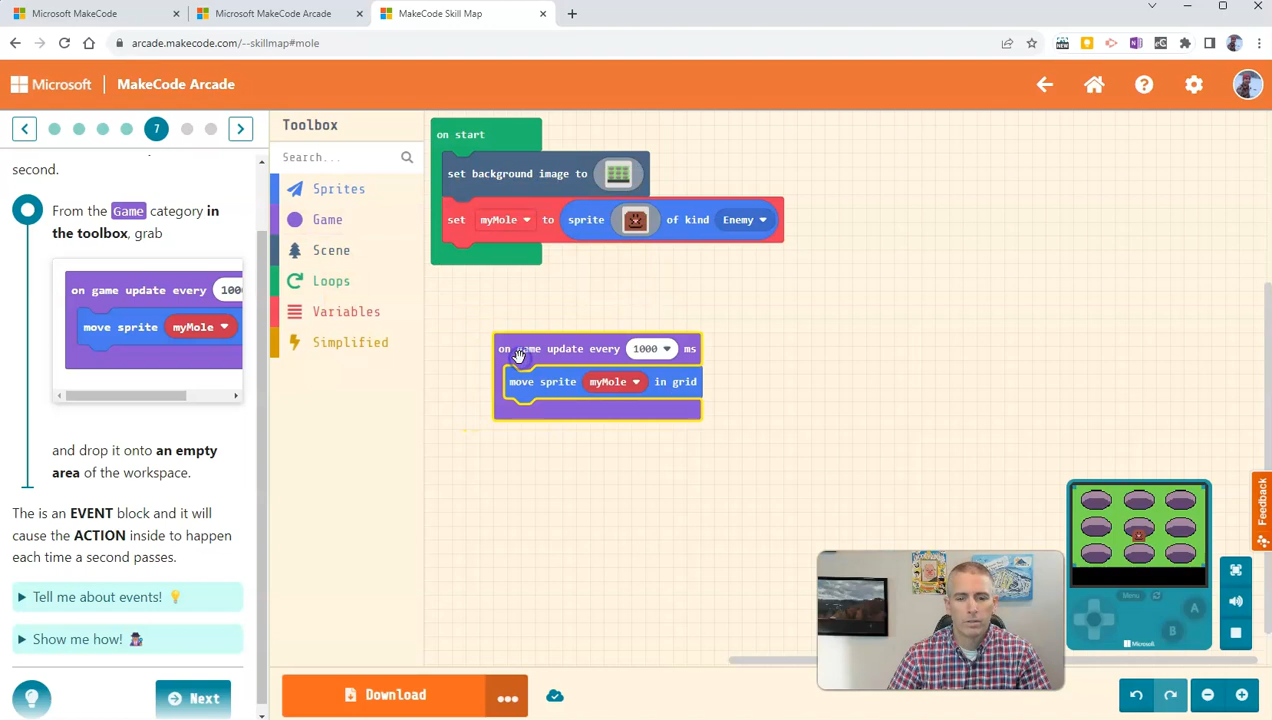 Microsoft MakeCode
Microsoft MakeCode Arcade
MakeCode Skill Map
arcade.makecode.com/--skillmap#mole
Microsoft
MakeCode Arcade
7
second.
From the Game category in
the toolbox, grab
on game update every 100
move sprite myMole
and drop it onto an empty
area of the workspace.
The is an EVENT block and it will
cause the ACTION inside to happen
each time a second passes.
Tell me about events!
Show me how!
Next
Toolbox
Search...
Sprites
Game
Scene
Loops
Variables
Simplified
on start
set background image to
set myMole to sprite of kind Enemy
on game update every 1000 ms
move sprite myMole in grid
Download
Menu
A
B
Microsoft
Feedback